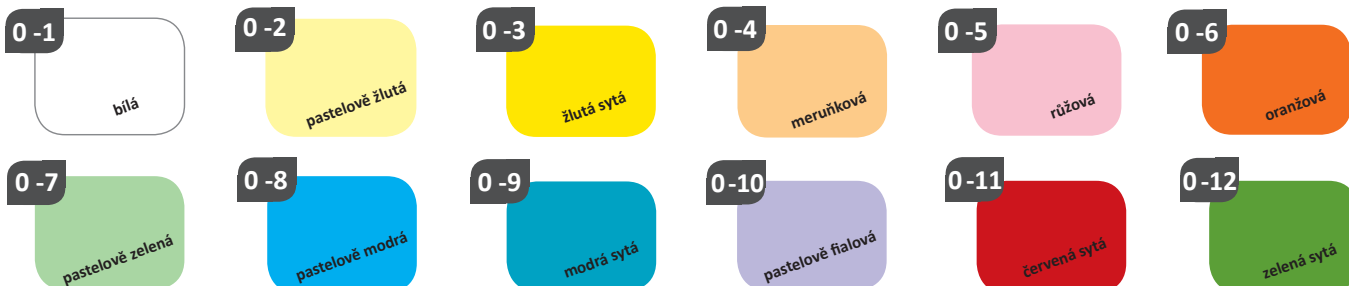 0 -1
bílá
0 -2
pastelově žlutá
0 -3
žlutá sytá
0 -4
meruňková
0 -5
růžová
0 -6
oranžová
0 -7
pastelově zelená
0 -8
pastelově modrá
0 -9
modrá sytá
0 -10
pastelově fialová
0 -11
červená sytá
0 -12
zelená sytá